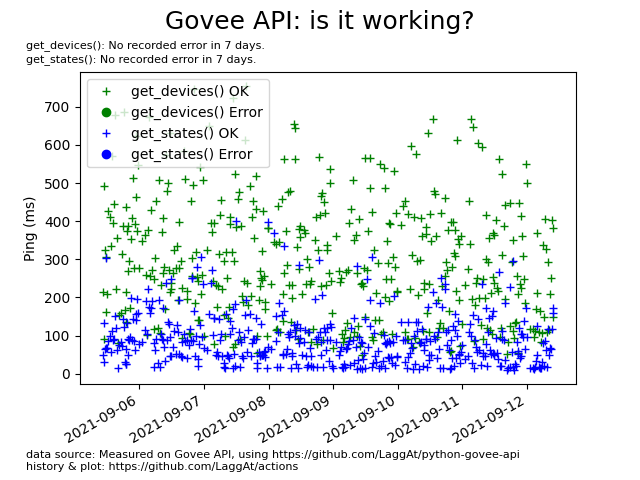 Govee API: is it working?
get_devices(): No recorded error in 7 days.
get_states(): No recorded error in 7 days.
get_devices() OK
get_devices() Error
get_states() OK
get_states() Error
Ping (ms)
700
600
500
400
300
200
100
0
2021-09-06
2021-09-07
2021-09-08
2021-09-09
2021-09-10
2021-09-11
2021-09-12
data source: Measured on Govee API, using https://github.com/LaggAt/python-govee-api
history & plot: https://github.com/LaggAt/actions